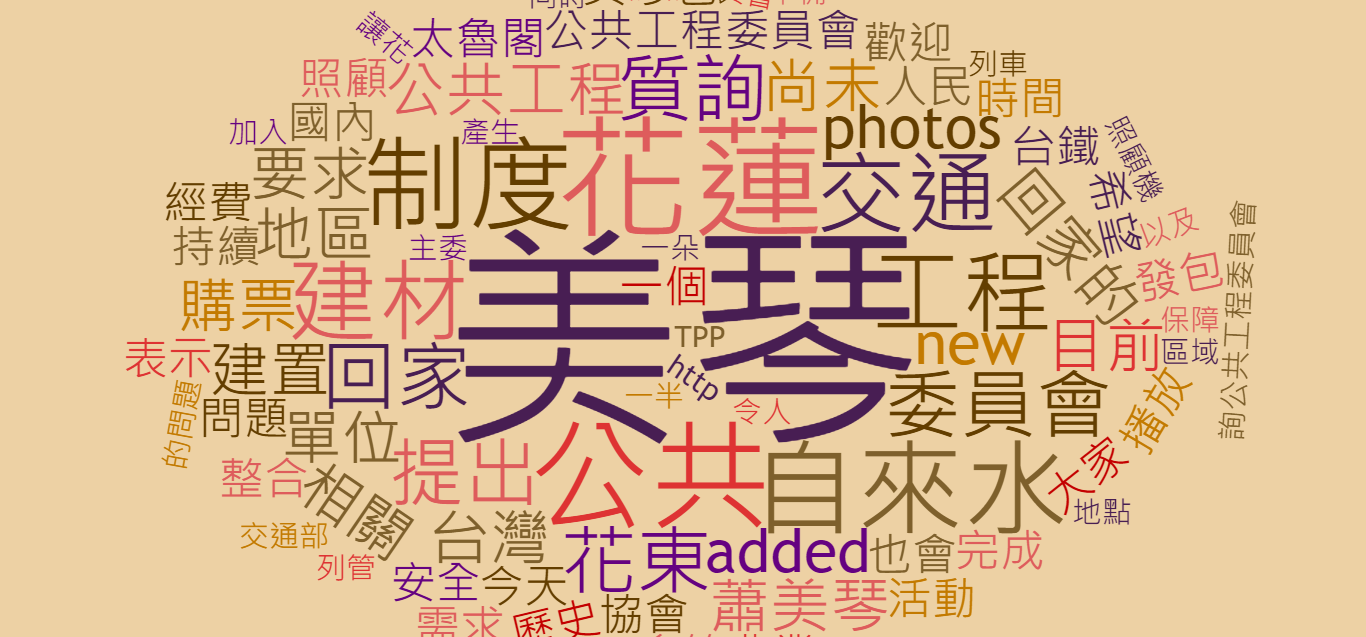 讓花
太魯閣
公共工程委員會
歡迎
列車
照顧
公共工程
質詢
尚未
人民
時間
加入
國內
產生
photos
台鐵
照顧機
要求
制度
花蓮
交通
回家的
希望
以及
經費
持續
地區
主委
一朵
詢公共工程委員會
購票
建材
美琴
一個
工程
發包
保障
表示
建置
回家
TPP
http
new
目前
區域
的問題
問題
單位
一半
令人
委員會
播放
整合
相關
提出
公共
自來水
大家
地點
交通部
台灣
花東
added
也會
完成
列管
安全
今天
蕭美琴
活動
需求
歷史
協會